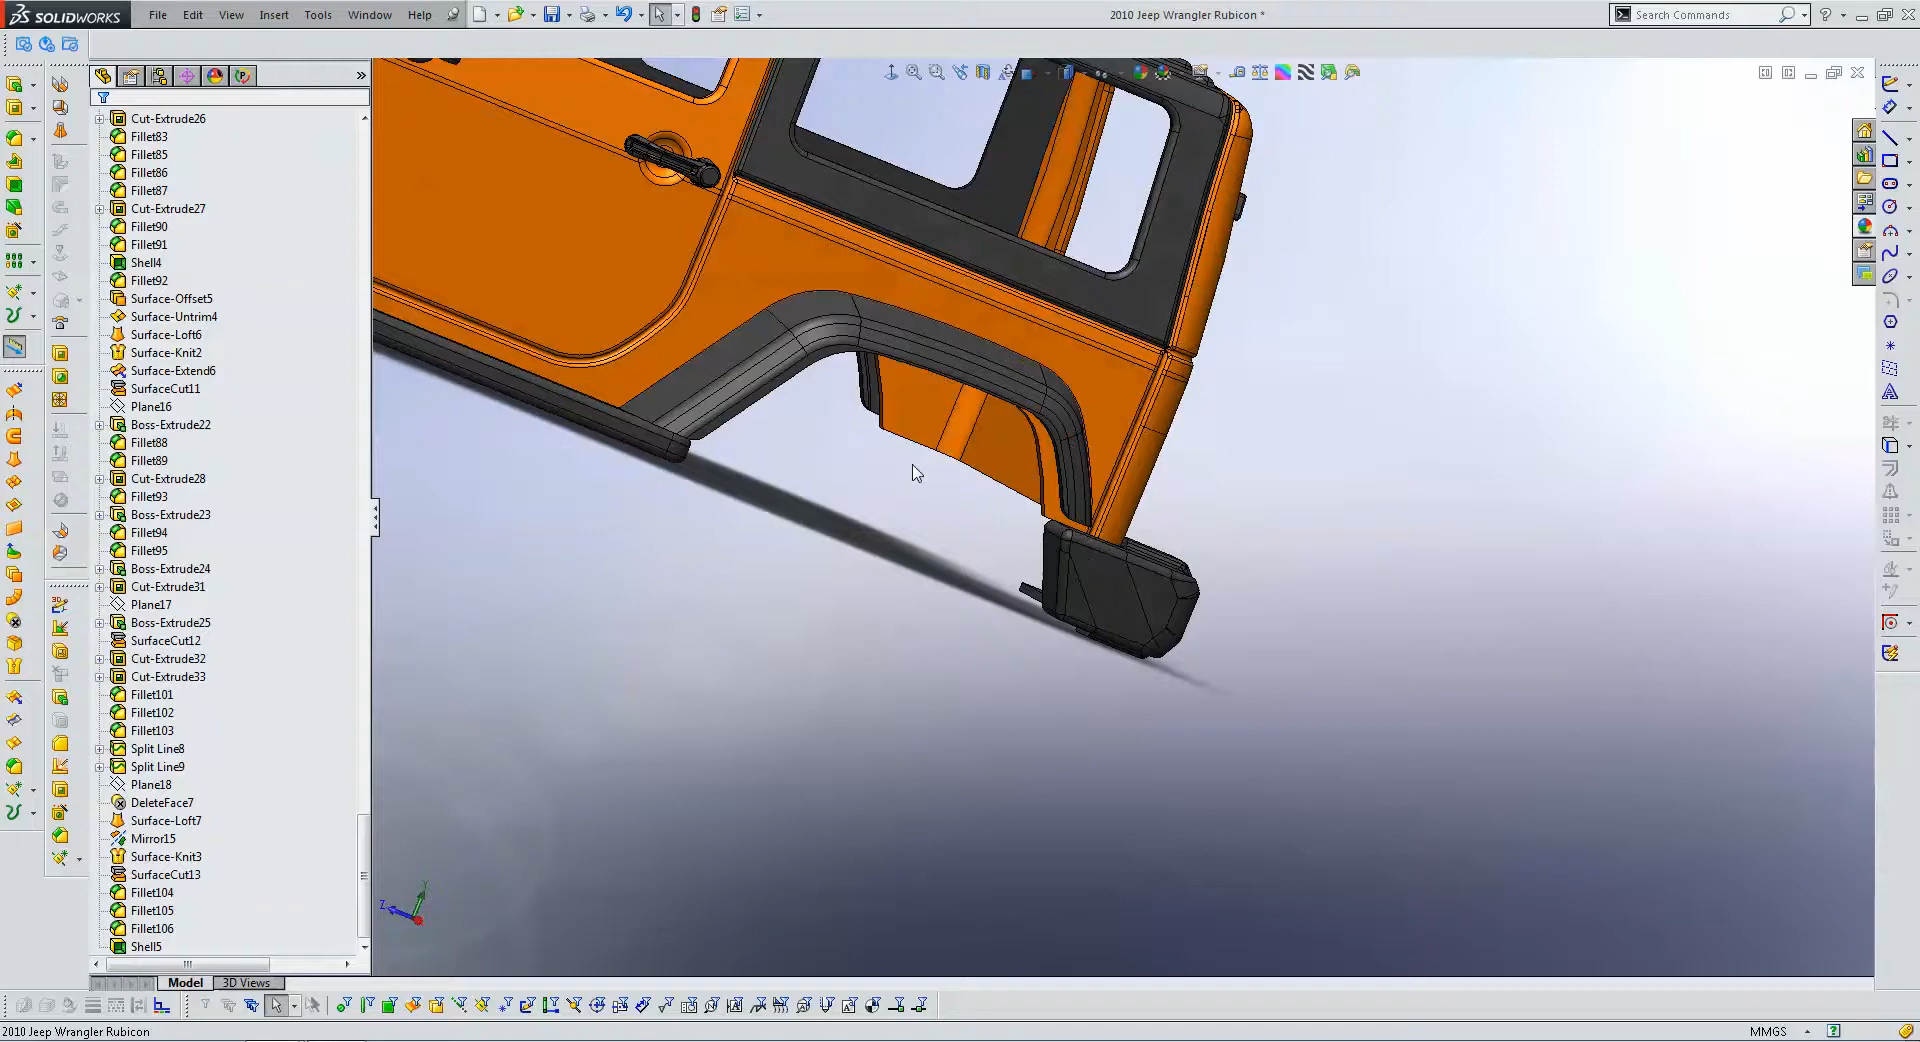 SOLIDWORKS
File Edit View Insert Tools Window Help
2010 Jeep Wrangler Rubicon *
Search Commands
Cut-Extrude26
Fillet83
Fillet85
Fillet86
Fillet87
Cut-Extrude27
Fillet90
Fillet91
Shell4
Fillet92
Surface-Offset5
Surface-Untrim4
Surface-Loft6
Surface-Knit2
Surface-Extend6
SurfaceCut11
Plane16
Boss-Extrude22
Fillet88
Fillet89
Cut-Extrude28
Fillet93
Boss-Extrude23
Fillet94
Fillet95
Boss-Extrude24
Cut-Extrude31
Plane17
Boss-Extrude25
SurfaceCut12
Cut-Extrude32
Cut-Extrude33
Fillet101
Fillet102
Fillet103
Split Line8
Split Line9
Plane18
DeleteFace7
Surface-Loft7
Mirror15
Surface-Knit3
SurfaceCut13
Fillet104
Fillet105
Fillet106
Shell5
Y
Z
Model 3D Views
2010 Jeep Wrangler Rubicon
MMGS